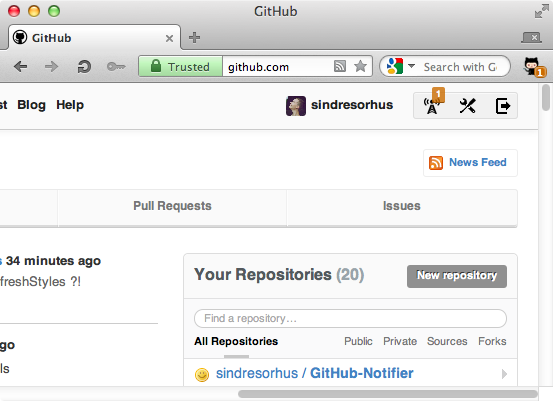 GitHub
GitHub
Trusted github.com Search with G
1
st Blog Help sindresorhus 1
News Feed
Pull Requests Issues
s 34 minutes ago
freshStyles ?!
Your Repositories (20) New repository
Find a repository...
go All Repositories Public Private Sources Forks
ls sindresorhus / GitHub-Notifier